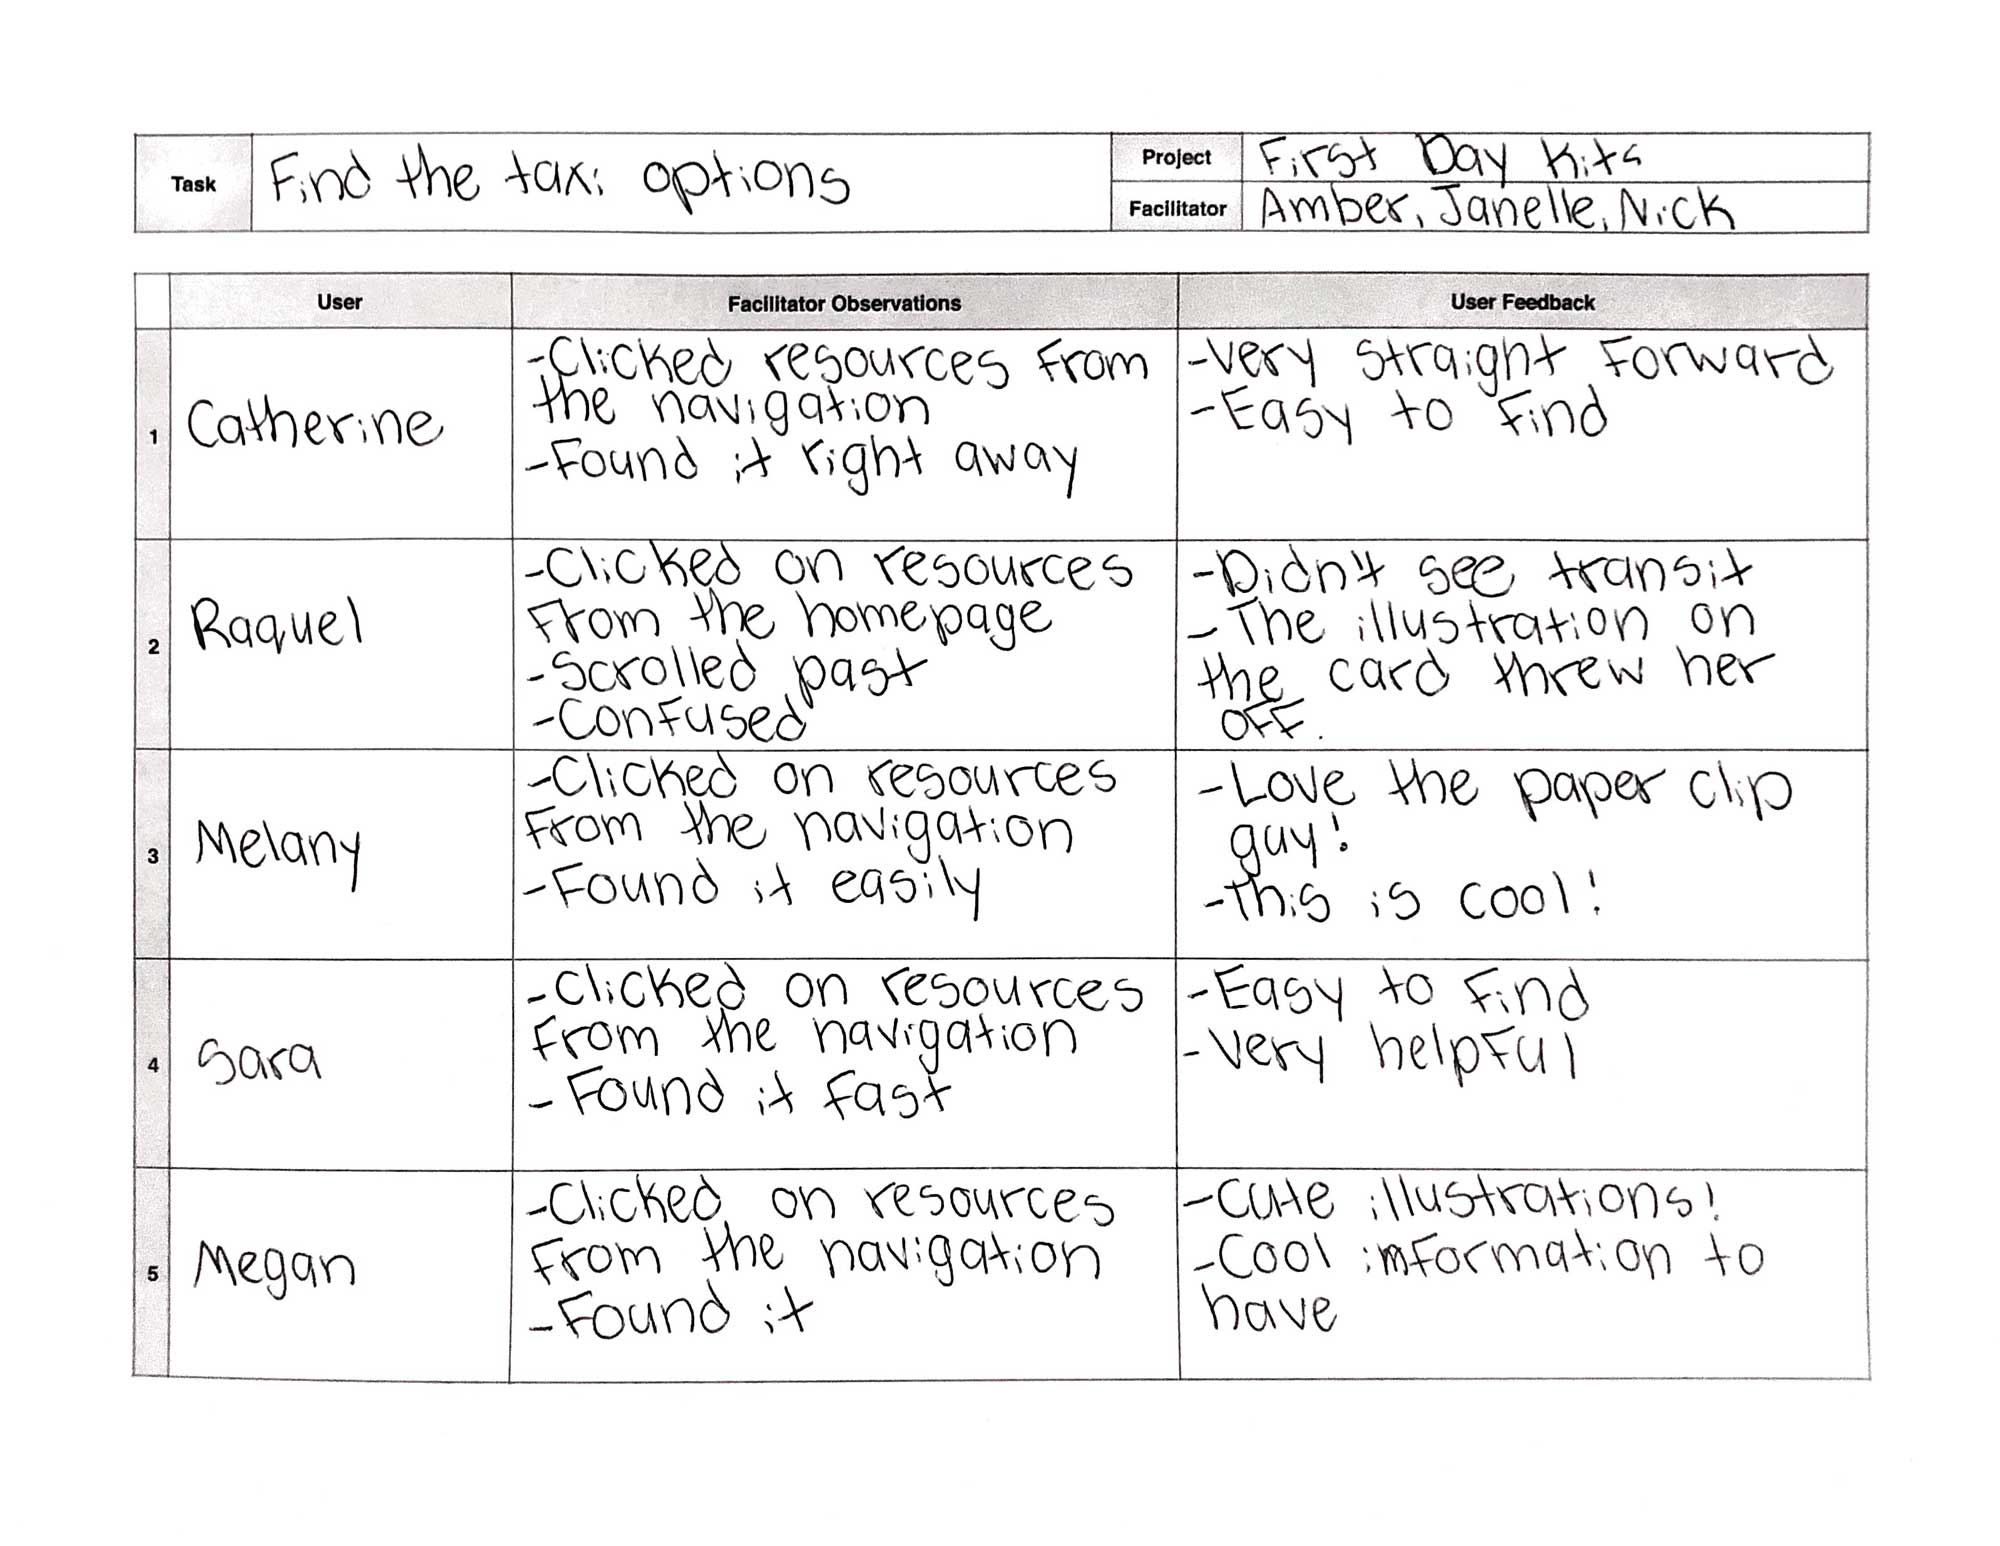 Task
Find the taxi options
Project
First Day Kits
Facilitator
Amber, Janelle, Nick
User
Facilitator Observations
User Feedback
1
Catherine
-Clicked resources from
the navigation
-Found it right away
-Very straight forward
-Easy to find
2
Raquel
-Clicked on resources
from the homepage
-Scrolled past
-Confused
-Didn't see transit
-The illustration on
the card threw her
off.
3
Melany
-Clicked on resources
from the navigation
-Found it easily
-Love the paper clip
guy!
-This is cool!
4
Sara
-Clicked on resources
from the navigation
-Found it fast
-Easy to find
-Very helpful
5
Megan
-Clicked on resources
from the navigation
-Found it
-Cute illustrations!
-Cool information to
have